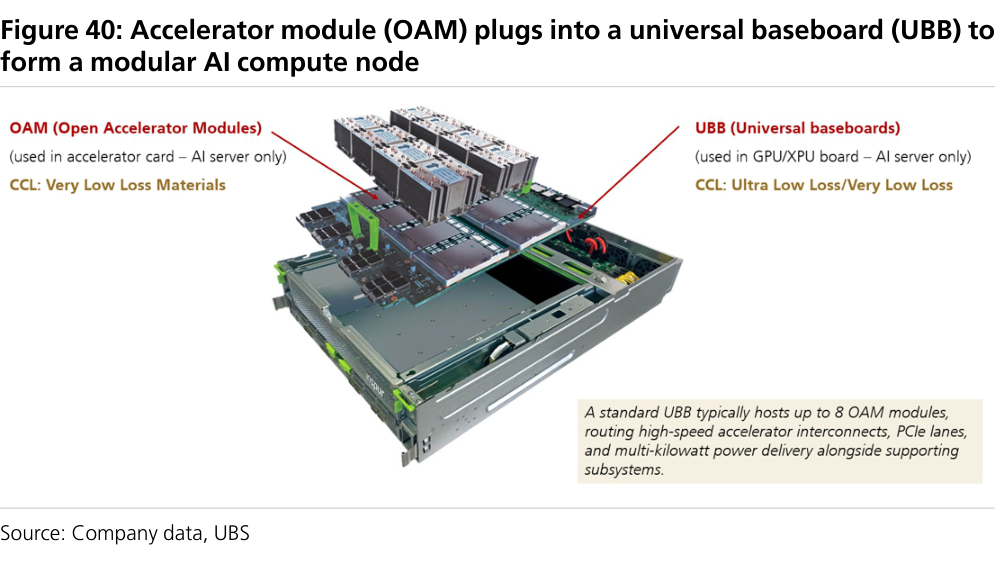 Figure 40: Accelerator module (OAM) plugs into a universal baseboard (UBB) to
form a modular AI compute node
OAM (Open Accelerator Modules)
(used in accelerator card – AI server only)
CCL: Very Low Loss Materials
UBB (Universal baseboards)
(used in GPU/XPU board – AI server only)
CCL: Ultra Low Loss/Very Low Loss
inspur
A standard UBB typically hosts up to 8 OAM modules,
routing high-speed accelerator interconnects, PCIe lanes,
and multi-kilowatt power delivery alongside supporting
subsystems.
Source: Company data, UBS